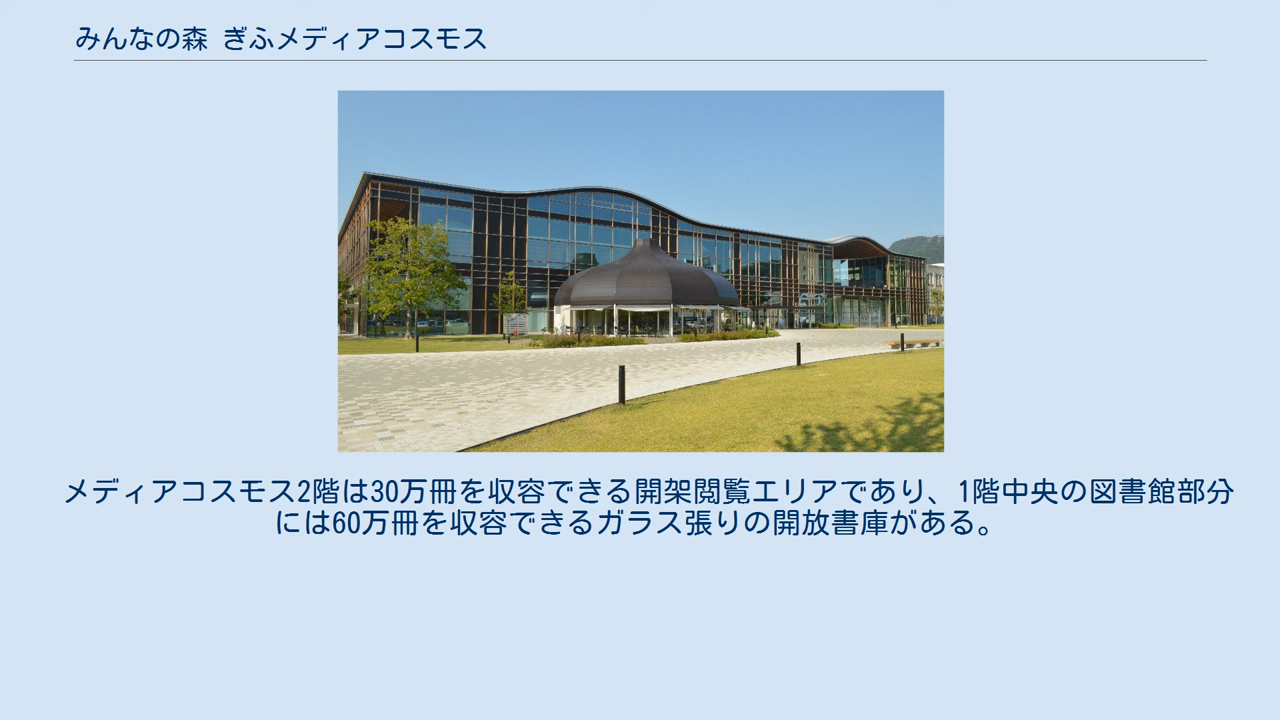 みんなの森 ぎふメディアコスモス
メディアコスモス2階は30万冊を収容できる開架閲覧エリアであり、1階中央の図書館部分
には60万冊を収容できるガラス張りの開放書庫がある。